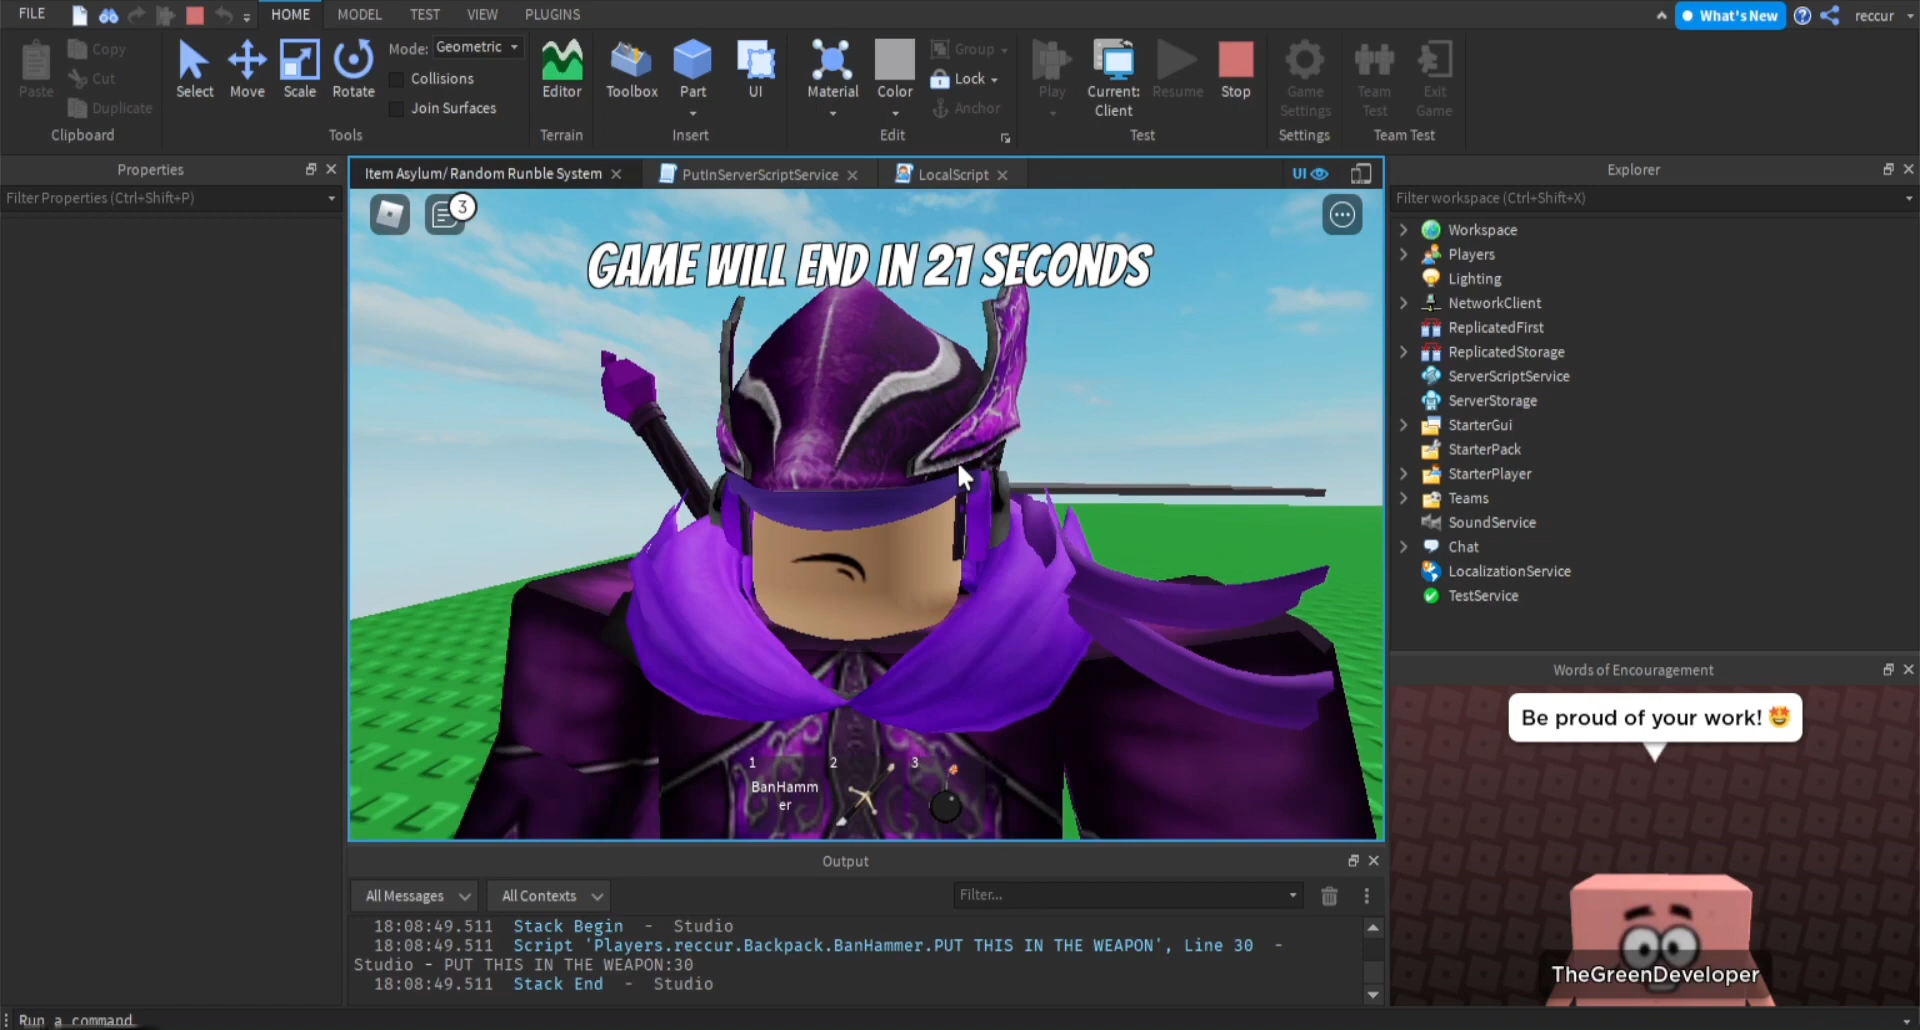 FILE
HOME
MODEL
TEST
VIEW
PLUGINS
What's New
reccur
Paste
Copy
Cut
Duplicate
Clipboard
Select
Move
Scale
Rotate
Mode: Geometric
Collisions
Join Surfaces
Tools
Editor
Terrain
Toolbox
Part
UI
Insert
Material
Color
Group
Lock
Anchor
Edit
Play
Current:
Client
Resume
Stop
Test
Game
Settings
Settings
Team
Test
Exit
Game
Team Test
Properties
Filter Properties (Ctrl+Shift+P)
Item Asylum/ Random Runble System
PutInServerScriptService
LocalScript
UI
3
GAME WILL END IN 21 SECONDS
1
BanHamm
er
2
3
Output
All Messages
All Contexts
Filter...
18:08:49.511 Stack Begin - Studio
18:08:49.511 Script 'Players.reccur.Backpack.BanHammer.PUT THIS IN THE WEAPON', Line 30 -
Studio - PUT THIS IN THE WEAPON:30
18:08:49.511 Stack End - Studio
Explorer
Filter workspace (Ctrl+Shift+X)
Workspace
Players
Lighting
NetworkClient
ReplicatedFirst
ReplicatedStorage
ServerScriptService
ServerStorage
StarterGui
StarterPack
StarterPlayer
Teams
SoundService
Chat
LocalizationService
TestService
Words of Encouragement
Be proud of your work! 🤩
TheGreenDeveloper
Run a command